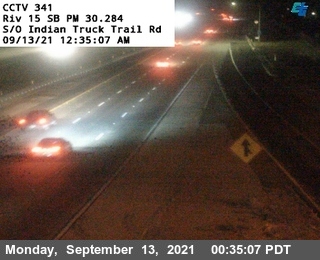 CCTV 341
Riv 15 SB PM 30.284
S/O Indian Truck Trail Rd
09/13/21 12:35:07 AM
Monday, September 13, 2021 00:35:07 PDT